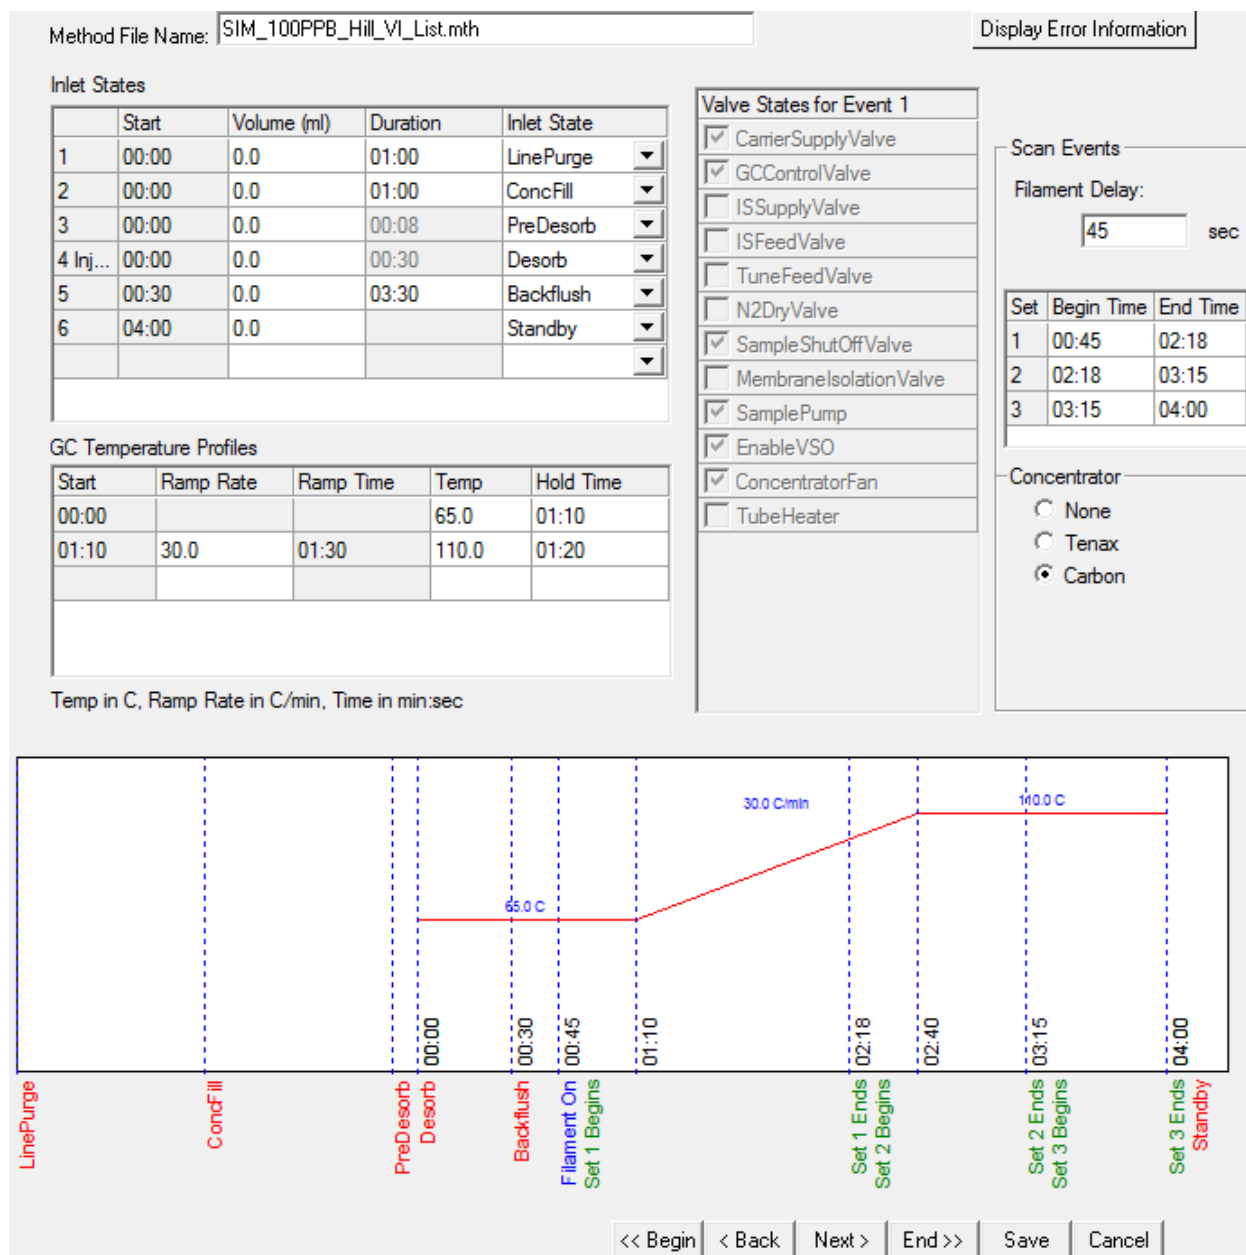 Method File Name: SIM_100PPB_Hill_VI_List.mth
Display Error Information
Inlet States
Start Volume (ml) Duration Inlet State
1 00:00 0.0 01:00 LinePurge
2 00:00 0.0 01:00 ConcFill
3 00:00 0.0 00:08 PreDesorb
4 Inj... 00:00 0.0 00:30 Desorb
5 00:30 0.0 03:30 Backflush
6 04:00 0.0 Standby
GC Temperature Profiles
Start Ramp Rate Ramp Time Temp Hold Time
00:00 65.0 01:10
01:10 30.0 01:30 110.0 01:20
Temp in C, Ramp Rate in C/min, Time in min:sec
Valve States for Event 1
CarrierSupplyValve
GCControlValve
ISSupplyValve
ISFeedValve
TuneFeedValve
N2DryValve
SampleShutOffValve
MembraneIsolationValve
SamplePump
EnableVSO
ConcentratorFan
TubeHeater
Scan Events
Filament Delay:
45 sec
Set Begin Time End Time
1 00:45 02:18
2 02:18 03:15
3 03:15 04:00
Concentrator
None
Tenax
Carbon
30.0 C/min
110.0 C
65.0 C
00:00
00:30
00:45
01:10
02:18
02:40
03:15
04:00
LinePurge
ConcFill
PreDesorb
Desorb
Backflush
Filament On
Set 1 Begins
Set 1 Ends
Set 2 Begins
Set 2 Ends
Set 3 Begins
Set 3 Ends
Standby
<< Begin < Back Next > End >> Save Cancel